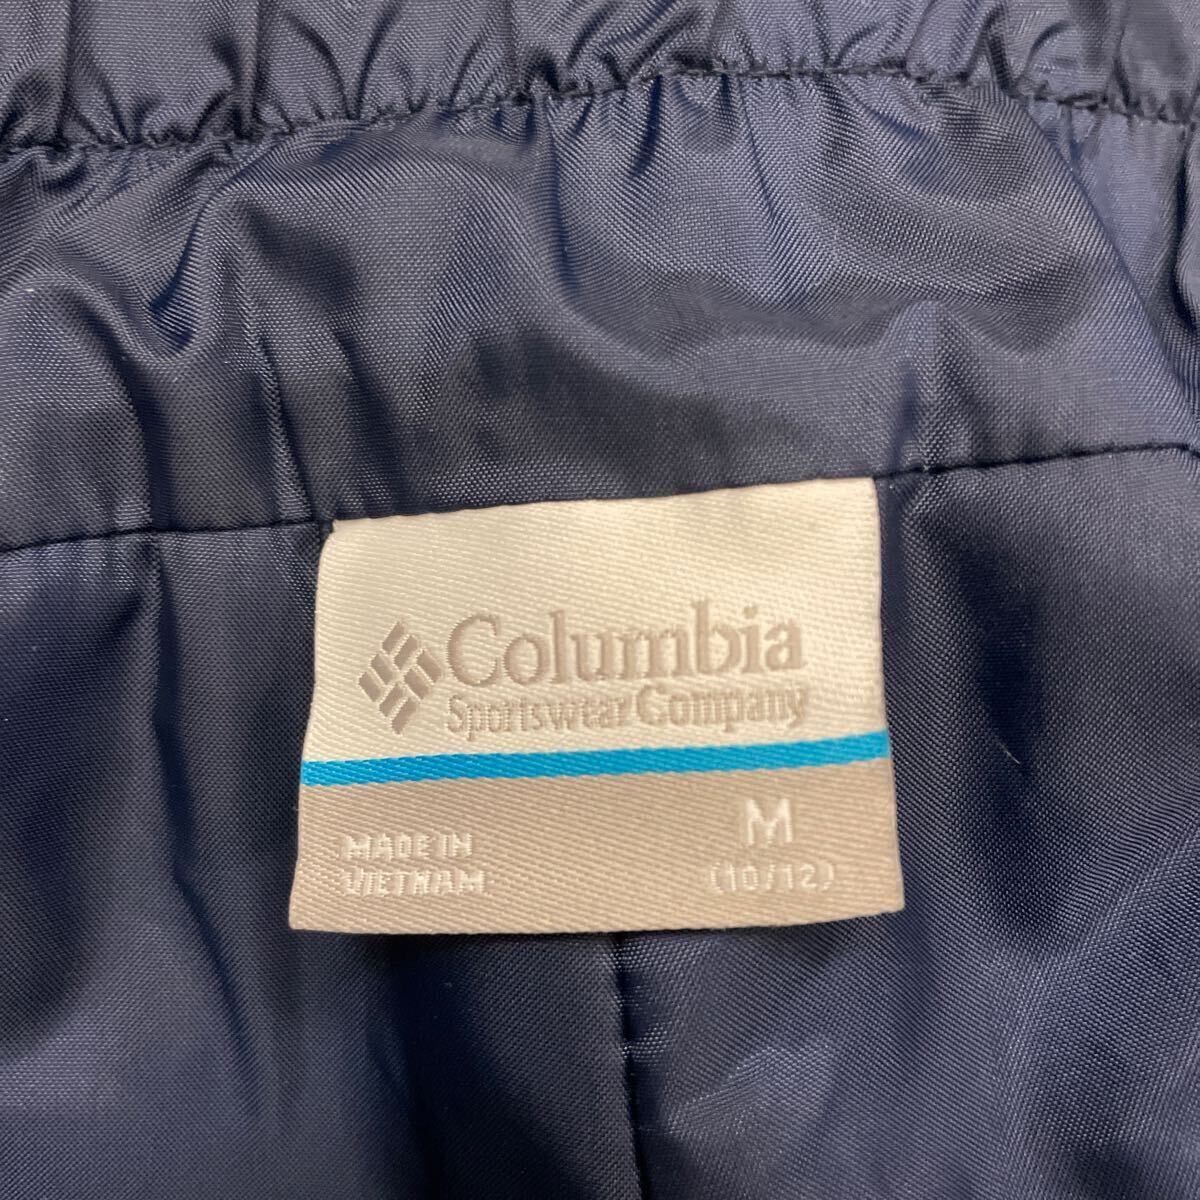 Columbia
Sportswear Company
M
MADE IN
VIETNAM
(10/12)